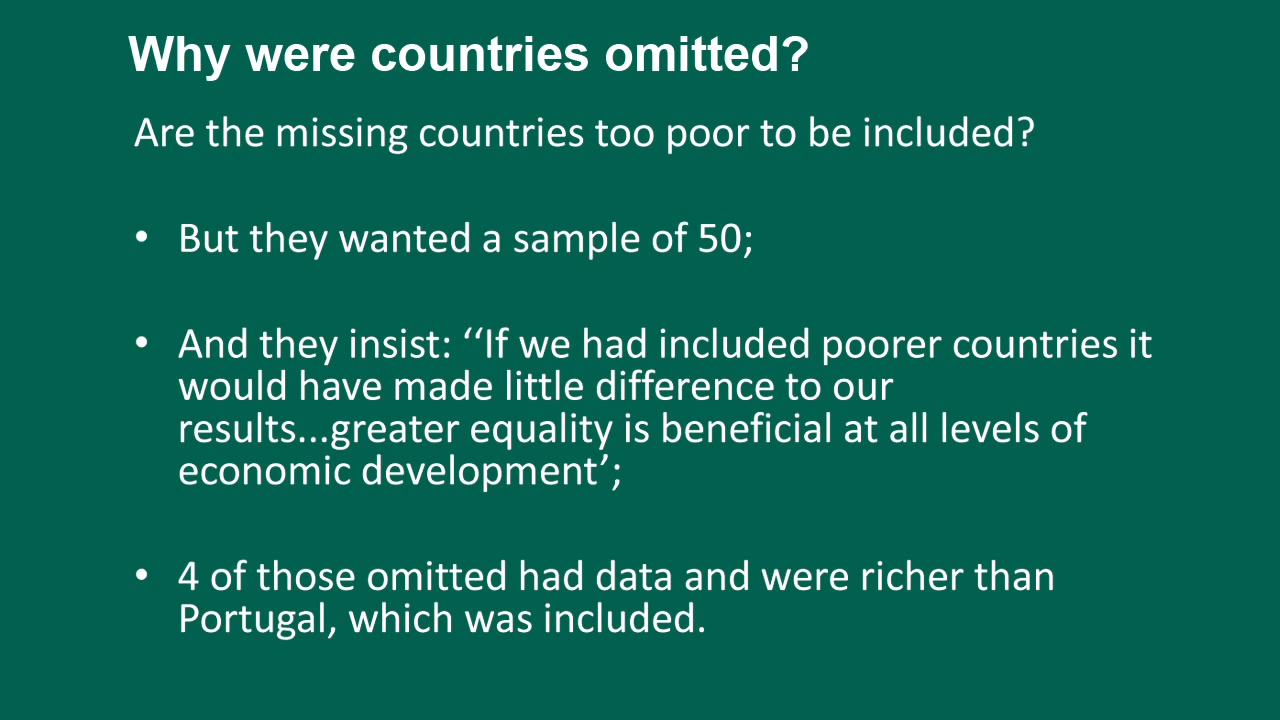 Why were countries omitted?
Are the missing countries too poor to be included?
• But they wanted a sample of 50;
• And they insist: ‘‘If we had included poorer countries it
would have made little difference to our
results...greater equality is beneficial at all levels of
economic development’;
• 4 of those omitted had data and were richer than
Portugal, which was included.